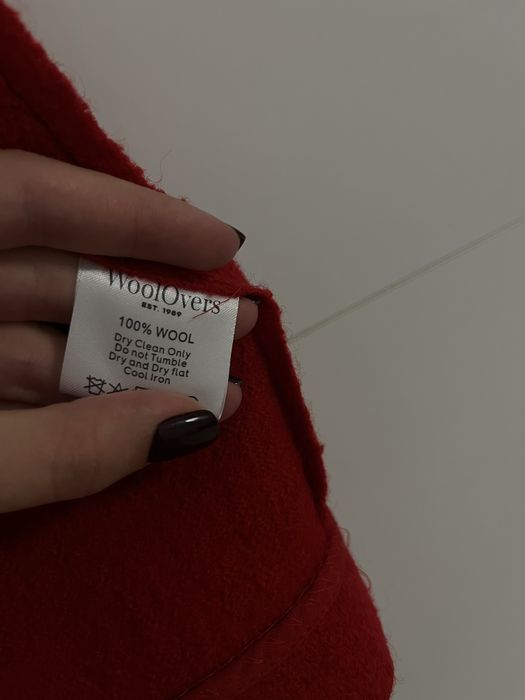 WoolOvers
EST. 1989
100% WOOL
Dry Clean Only
Do not Tumble
Dry and Dry flat
Cool Iron